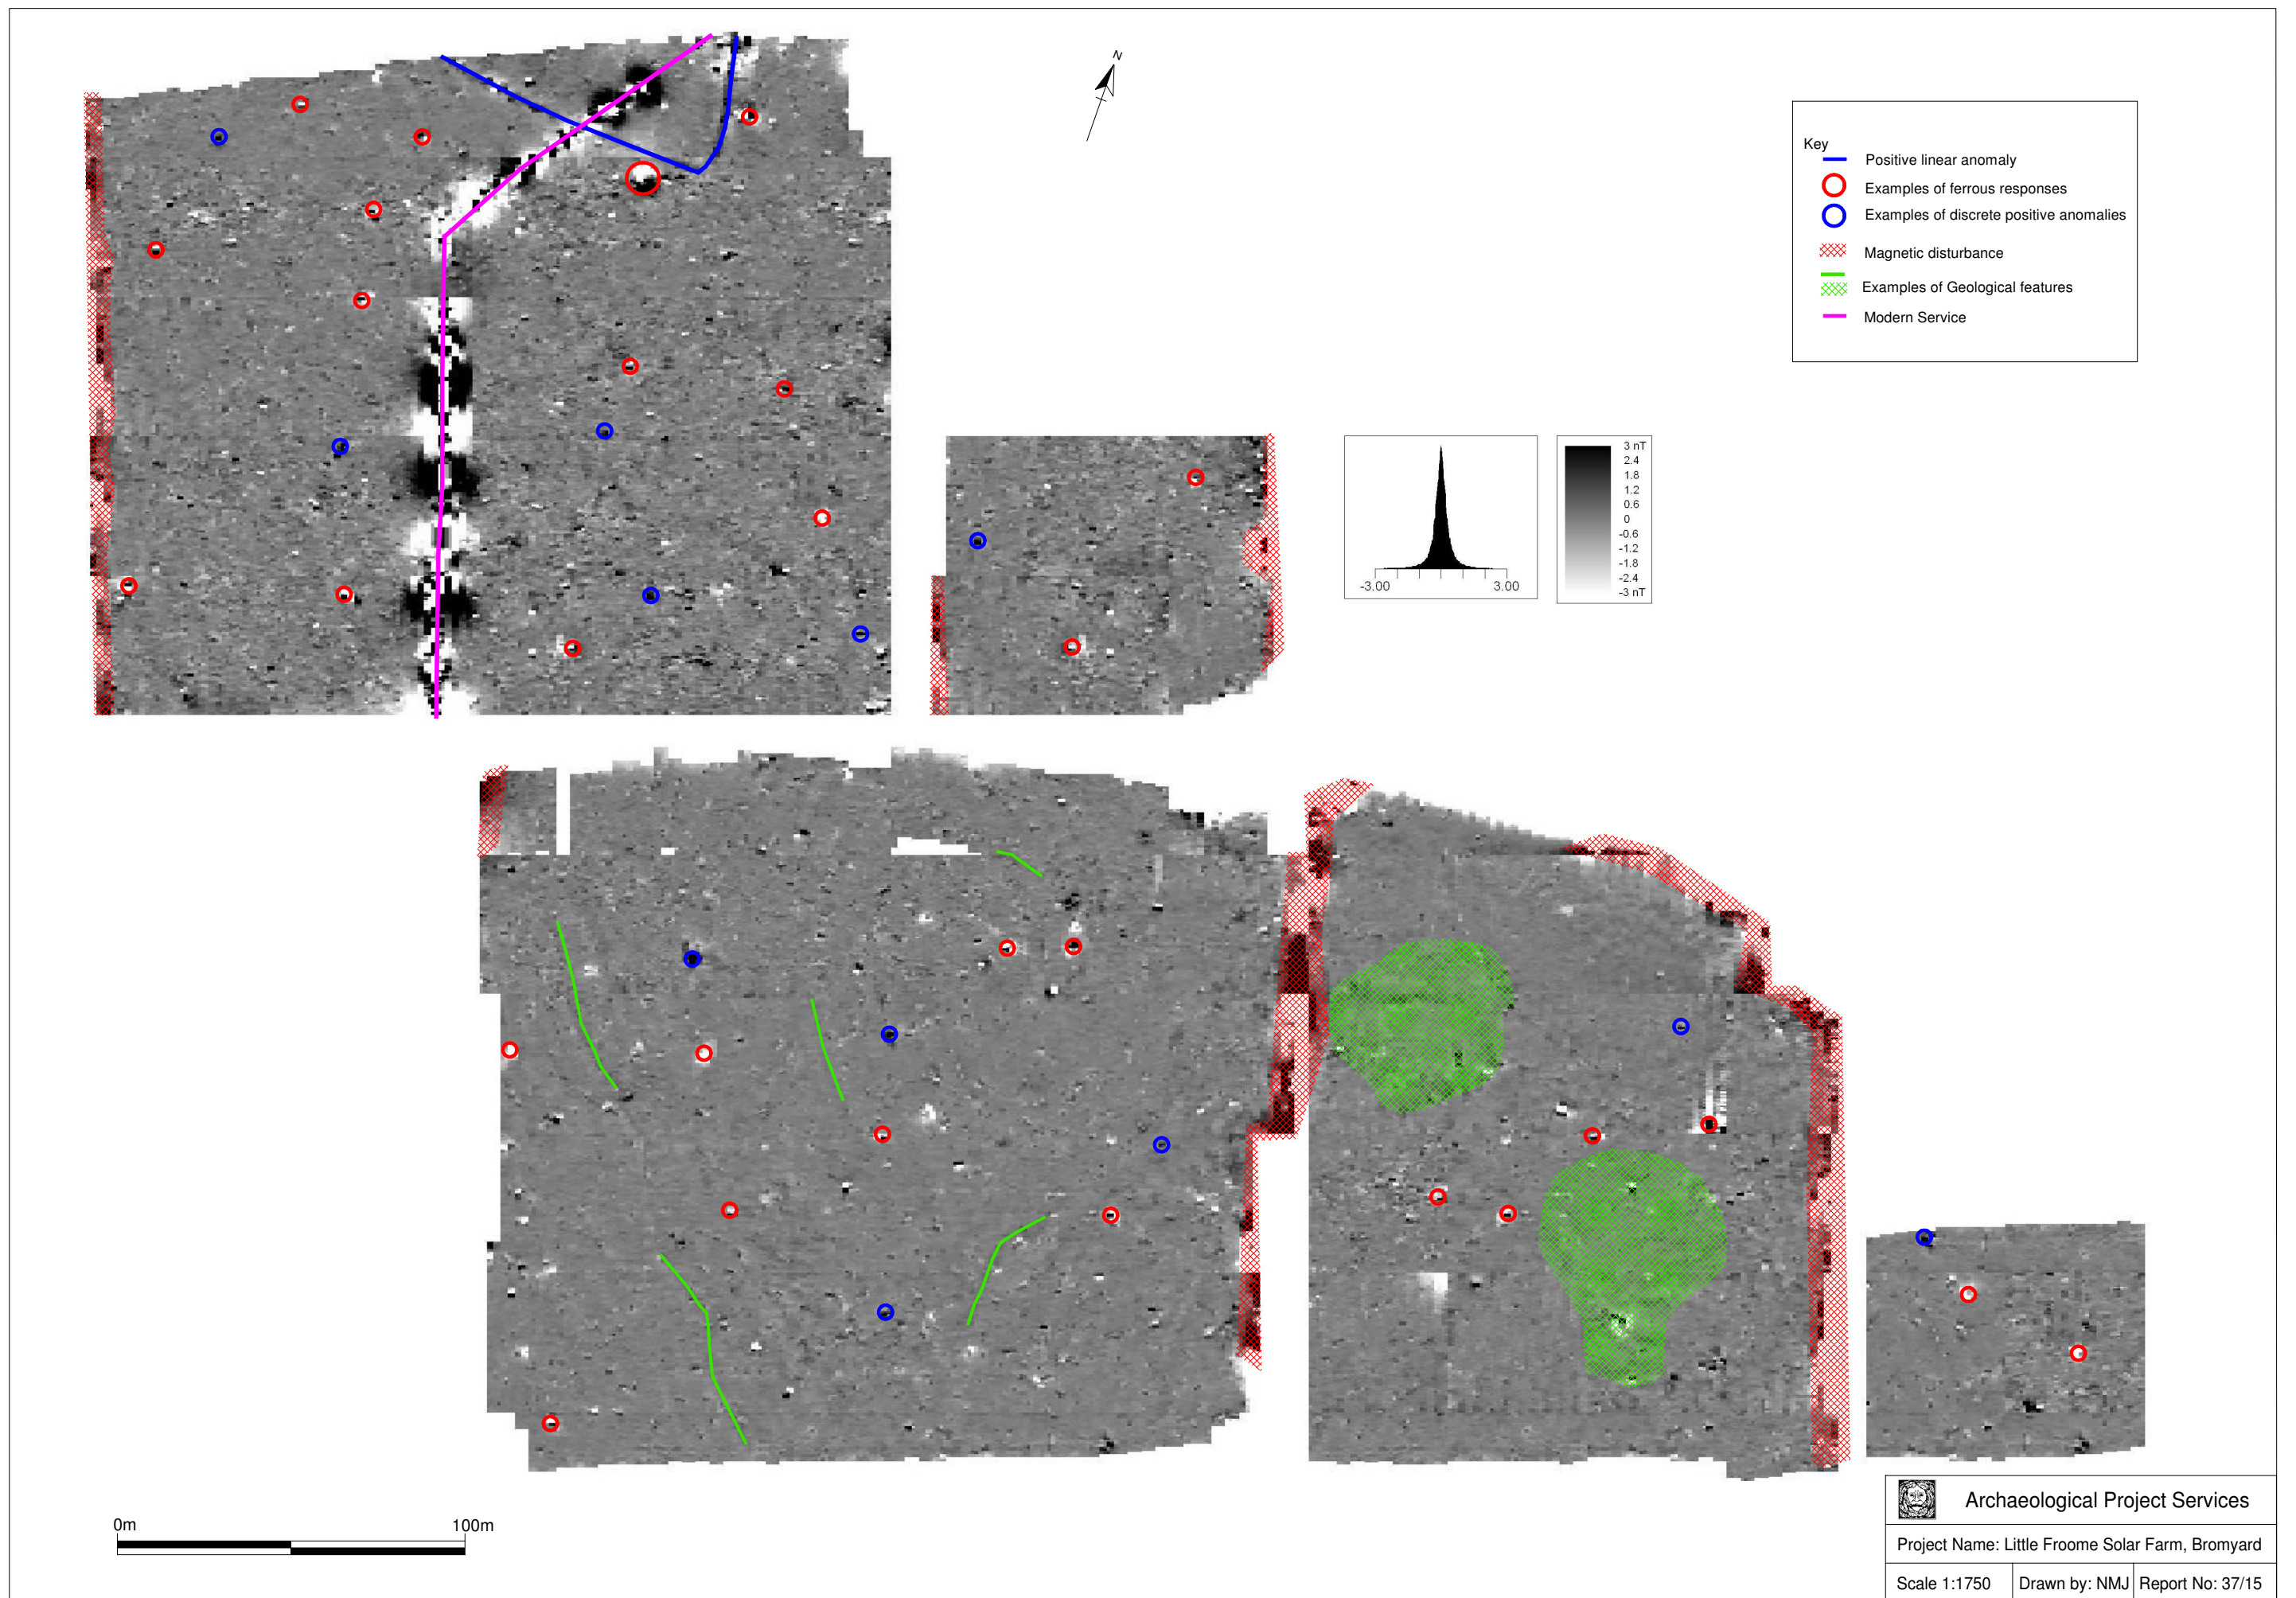 N
Key
Positive linear anomaly
Examples of ferrous responses
Examples of discrete positive anomalies
Magnetic disturbance
Examples of Geological features
Modern Service
-3.00 3.00
3 nT
2.4
1.8
1.2
0.6
0
-0.6
-1.2
-1.8
-2.4
-3 nT
0m 100m
Archaeological Project Services
Project Name: Little Froome Solar Farm, Bromyard
Scale 1:1750 Drawn by: NMJ Report No: 37/15